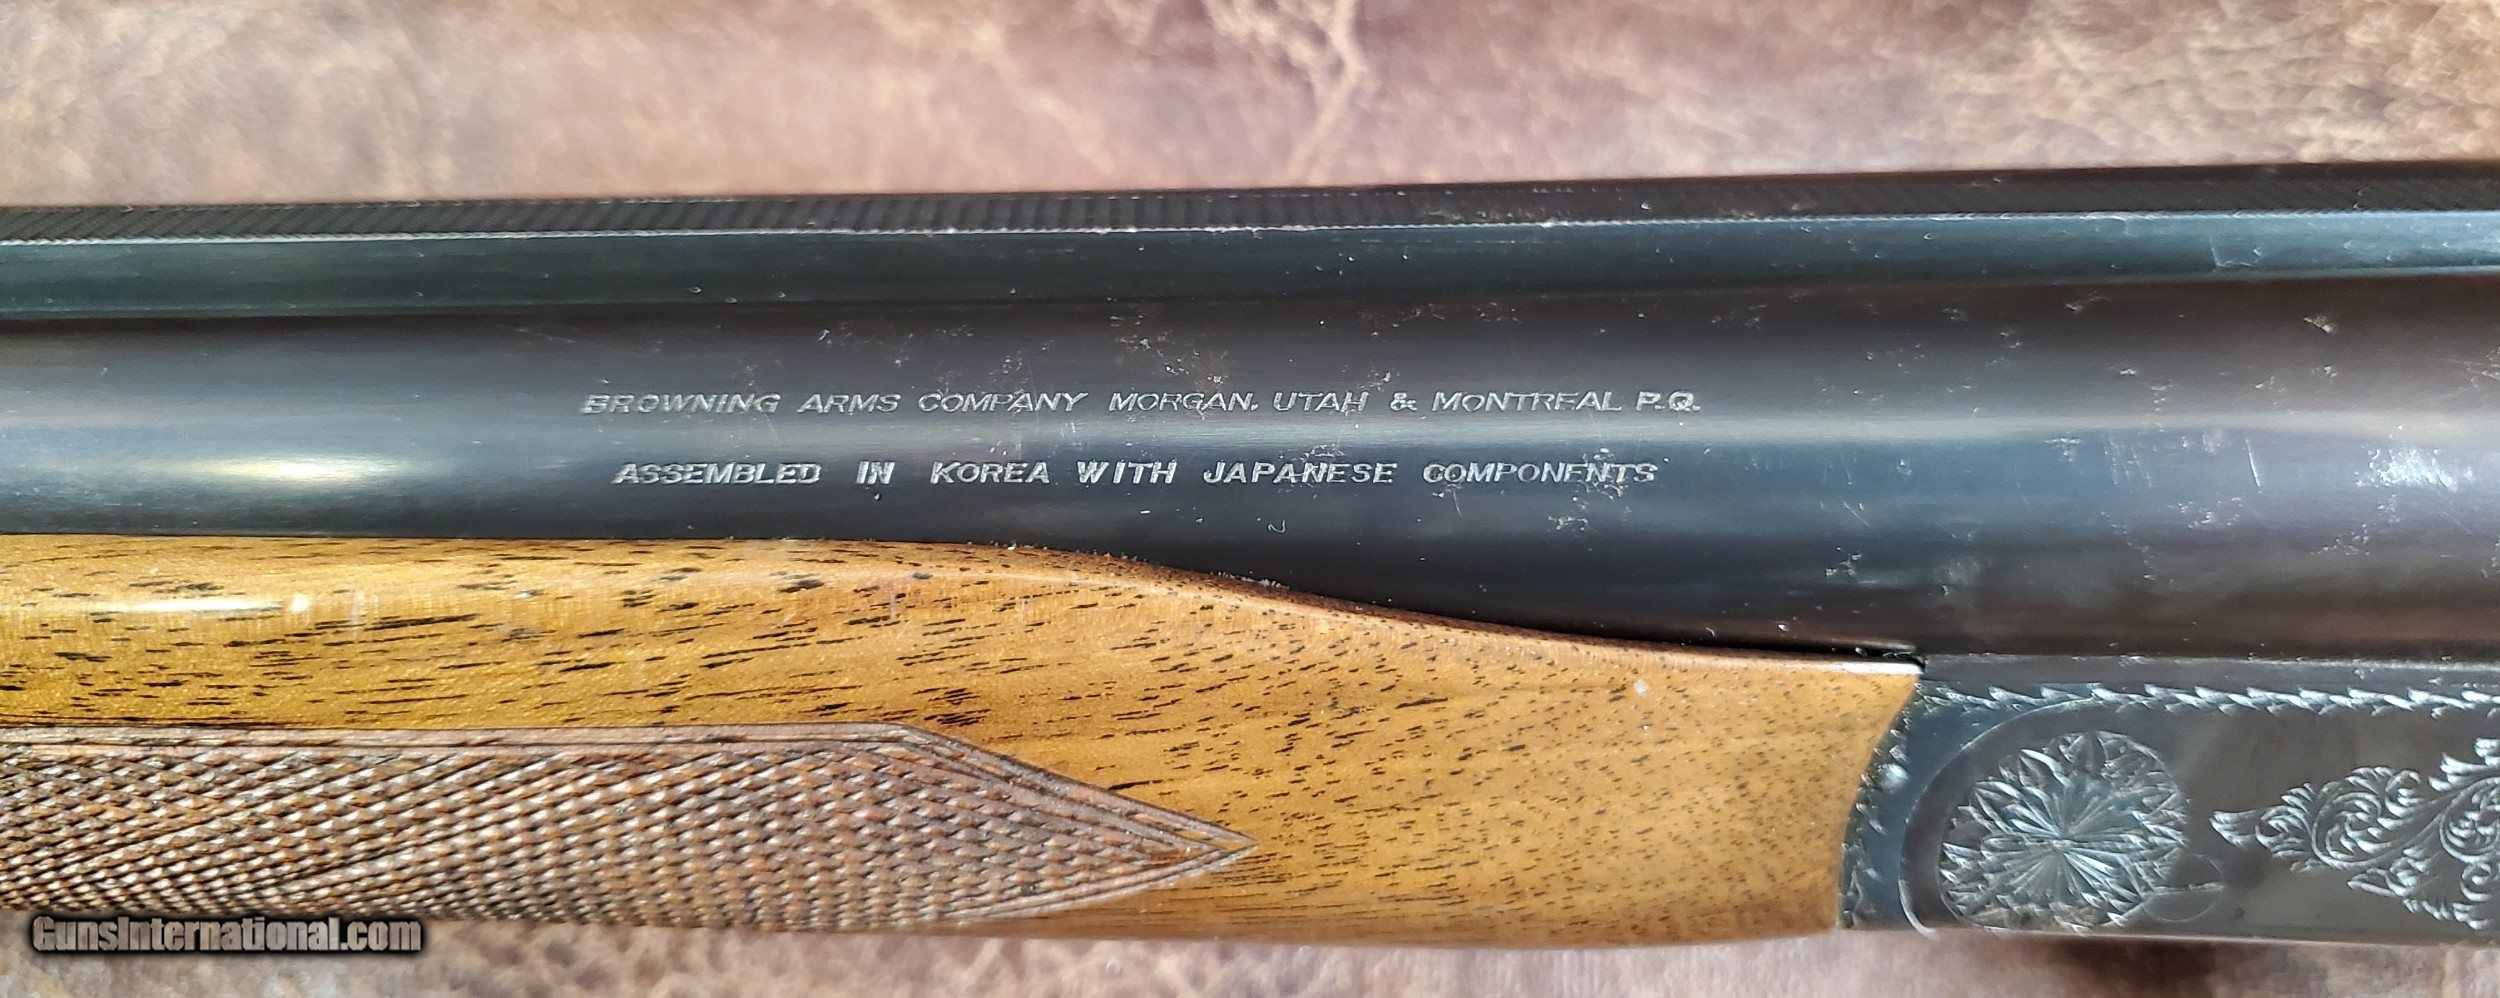 BROWNING ARMS COMPANY MORGAN, UTAH & MONTREAL P.Q.
ASSEMBLED IN KOREA WITH JAPANESE COMPONENTS
GunsInternational.com